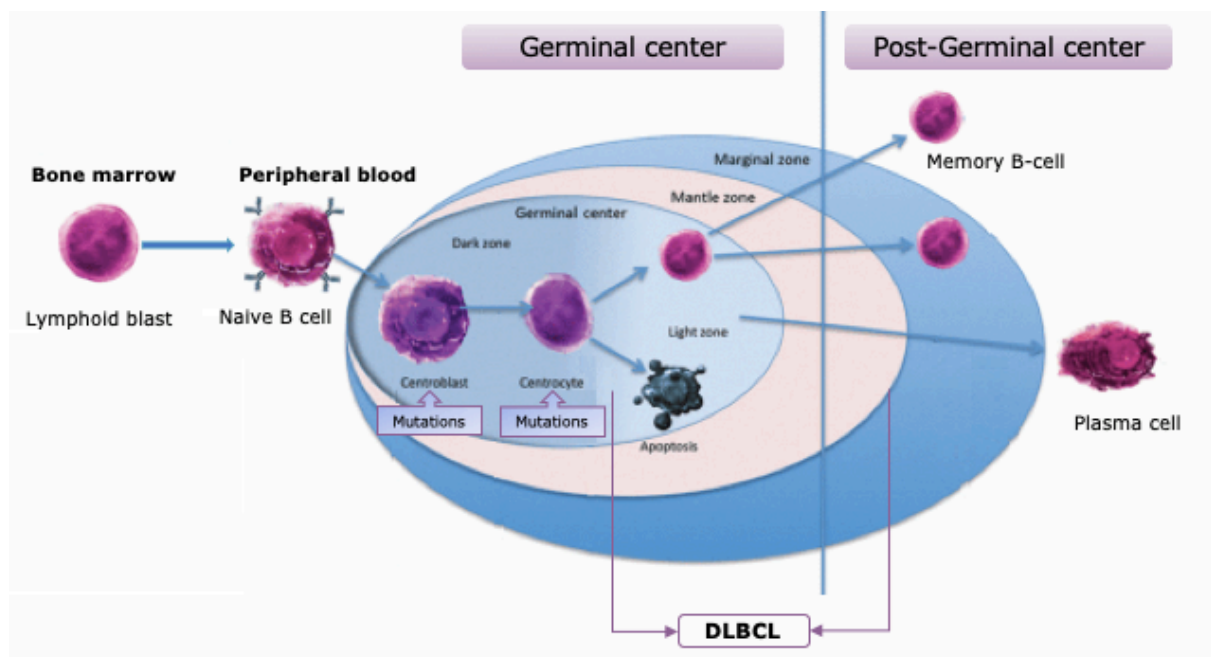 Germinal center
Post-Germinal center
Marginal zone
Memory B-cell
Bone marrow
Peripheral blood
Mantle zone
Germinal center
Dark zone
Lymphoid blast
Naive B cell
Light zone
Centroblast
Centrocyte
Mutations
Mutations
Plasma cell
Apoptosis
DLBCL